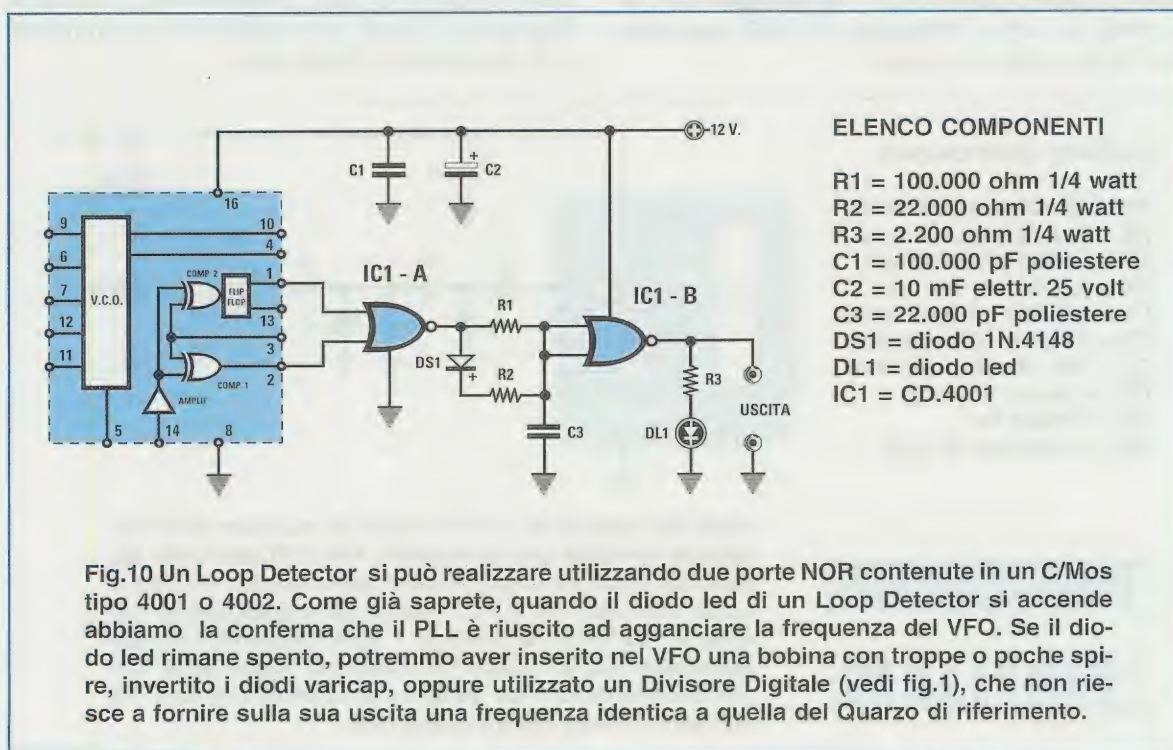 12 V.
C1
C2
16
9
6
7
12
11
V.C.O.
10
4
COMP 2
FLIP
FLOP
1
13
3
COMP 1
2
AMPLIF
5
14
8
IC1 - A
DS1
R1
R2
C3
IC1 - B
R3
DL1
USCITA
ELENCO COMPONENTI
R1 = 100.000 ohm 1/4 watt
R2 = 22.000 ohm 1/4 watt
R3 = 2.200 ohm 1/4 watt
C1 = 100.000 pF poliestere
C2 = 10 mF elettr. 25 volt
C3 = 22.000 pF poliestere
DS1 = diodo 1N.4148
DL1 = diodo led
IC1 = CD.4001
Fig.10 Un Loop Detector si può realizzare utilizzando due porte NOR contenute in un C/Mos
tipo 4001 o 4002. Come già saprete, quando il diodo led di un Loop Detector si accende
abbiamo la conferma che il PLL è riuscito ad agganciare la frequenza del VFO. Se il dio-
do led rimane spento, potremmo aver inserito nel VFO una bobina con troppe o poche spi-
re, invertito i diodi varicap, oppure utilizzato un Divisore Digitale (vedi fig.1), che non rie-
sce a fornire sulla sua uscita una frequenza identica a quella del Quarzo di riferimento.